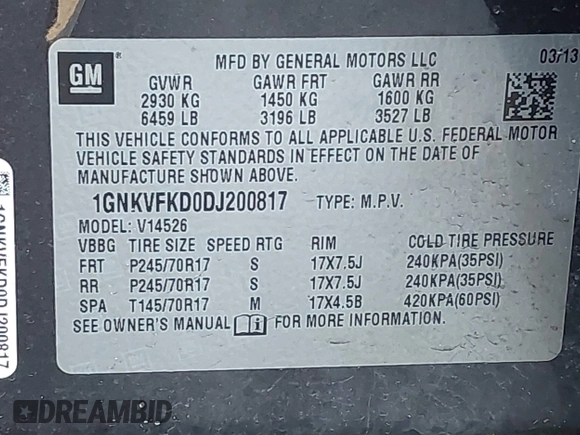 GM
®
MFD BY GENERAL MOTORS LLC
03/13
GVWR GAWR FRT GAWR RR
2930 KG 1450 KG 1600 KG
6459 LB 3196 LB 3527 LB
THIS VEHICLE CONFORMS TO ALL APPLICABLE U.S. FEDERAL MOTOR
VEHICLE SAFETY STANDARDS IN EFFECT ON THE DATE OF
MANUFACTURE SHOWN ABOVE.
1GNKVFKD0DJ200817 TYPE: M.P.V.
MODEL: V14526
VBBG TIRE SIZE SPEED RTG RIM COLD TIRE PRESSURE
FRT P245/70R17 S 17X7.5J 240KPA(35PSI)
RR P245/70R17 S 17X7.5J 240KPA(35PSI)
SPA T145/70R17 M 17X4.5B 420KPA(60PSI)
SEE OWNER'S MANUAL i FOR MORE INFORMATION.
1GNKVFKD0DJ200817
DREAMBID